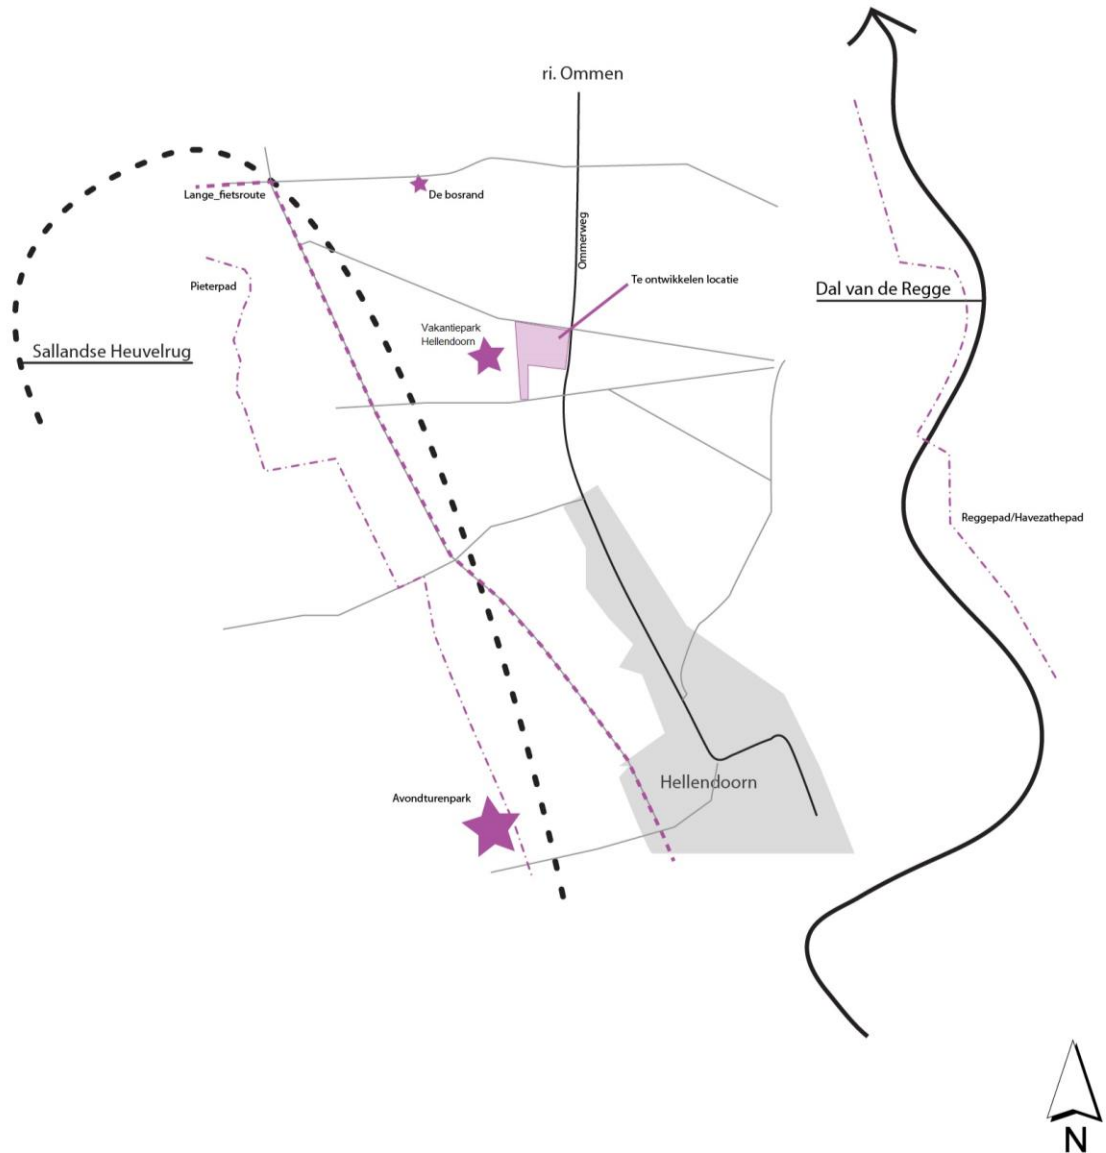 ri. Ommen
Lange_fietsroute
De bosrand
Ommerweg
Pieterpad
Te ontwikkelen locatie
Dal van de Regge
Vakantiepark
Hellendoorn
Sallandse Heuvelrug
Reggepad/Havezathepad
Hellendoorn
Avondturenpark
N